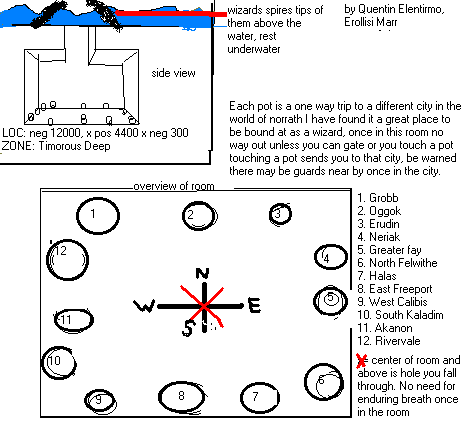 wizards spires tips of
them above the
water, rest
underwater
by Quentin Elentirmo,
Erollisi Marr
side view
LOC: neg 12000, x pos 4400 x neg 300
ZONE: Timorous Deep
Each pot is a one way trip to a different city in the
world of norrath I have found it a great place to
be bound at as a wizard, once in this room no
way out unless you can gate or you touch a pot
touching a pot sends you to that city, be warned
there may be guards near by once in the city.
overview of room
1
2
3
4
5
6
7
8
9
10
11
12
N
W
E
S
1. Grobb
2. Oggok
3. Erudin
4. Neriak
5. Greater fay
6. North Felwithe
7. Halas
8. East Freeport
9. West Calibis
10. South Kaladim
11. Akanon
12. Rivervale
X= center of room and
above is hole you fall
through. No need for
enduring breath once
in the room